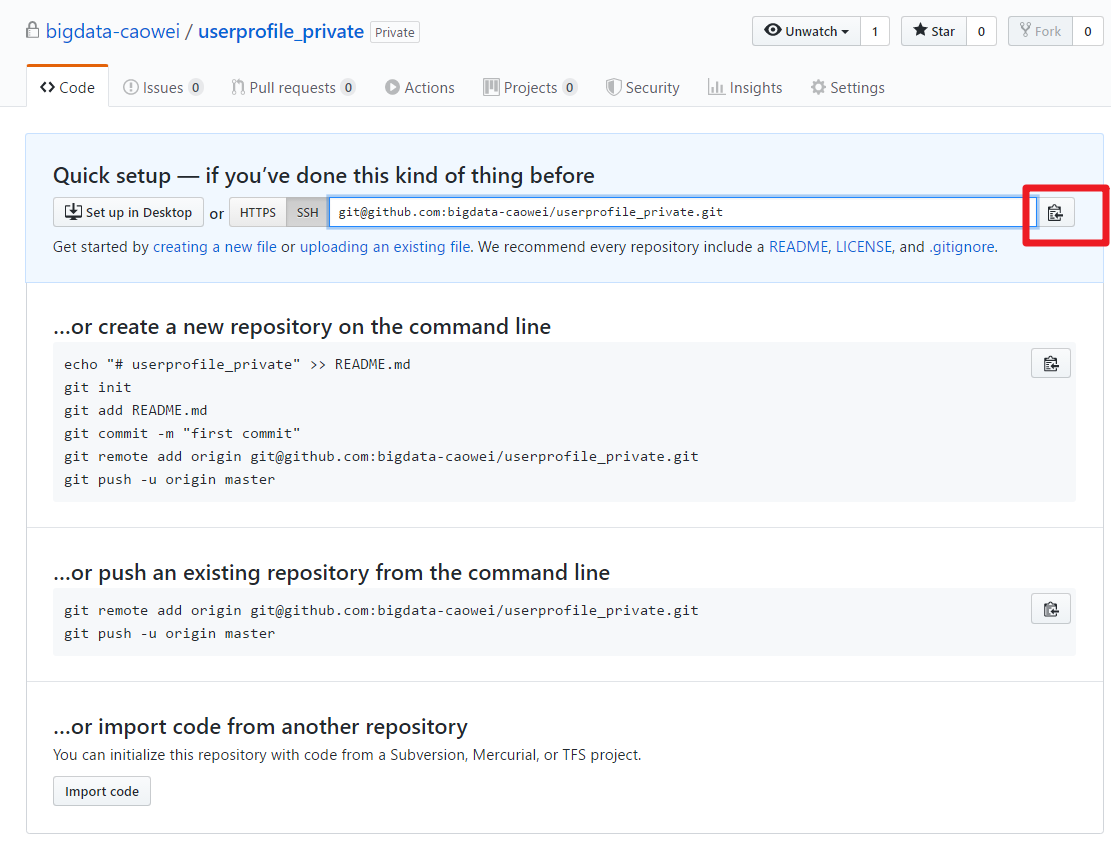 bigdata-caowei / userprofile_private Private
Unwatch 1 Star 0 Fork 0
Code Issues 0 Pull requests 0 Actions Projects 0 Security Insights Settings
Quick setup — if you’ve done this kind of thing before
Set up in Desktop or HTTPS SSH git@github.com:bigdata-caowei/userprofile_private.git
Get started by creating a new file or uploading an existing file. We recommend every repository include a README, LICENSE, and .gitignore.
…or create a new repository on the command line
echo "# userprofile_private" >> README.md
git init
git add README.md
git commit -m "first commit"
git remote add origin git@github.com:bigdata-caowei/userprofile_private.git
git push -u origin master
…or push an existing repository from the command line
git remote add origin git@github.com:bigdata-caowei/userprofile_private.git
git push -u origin master
…or import code from another repository
You can initialize this repository with code from a Subversion, Mercurial, or TFS project.
Import code